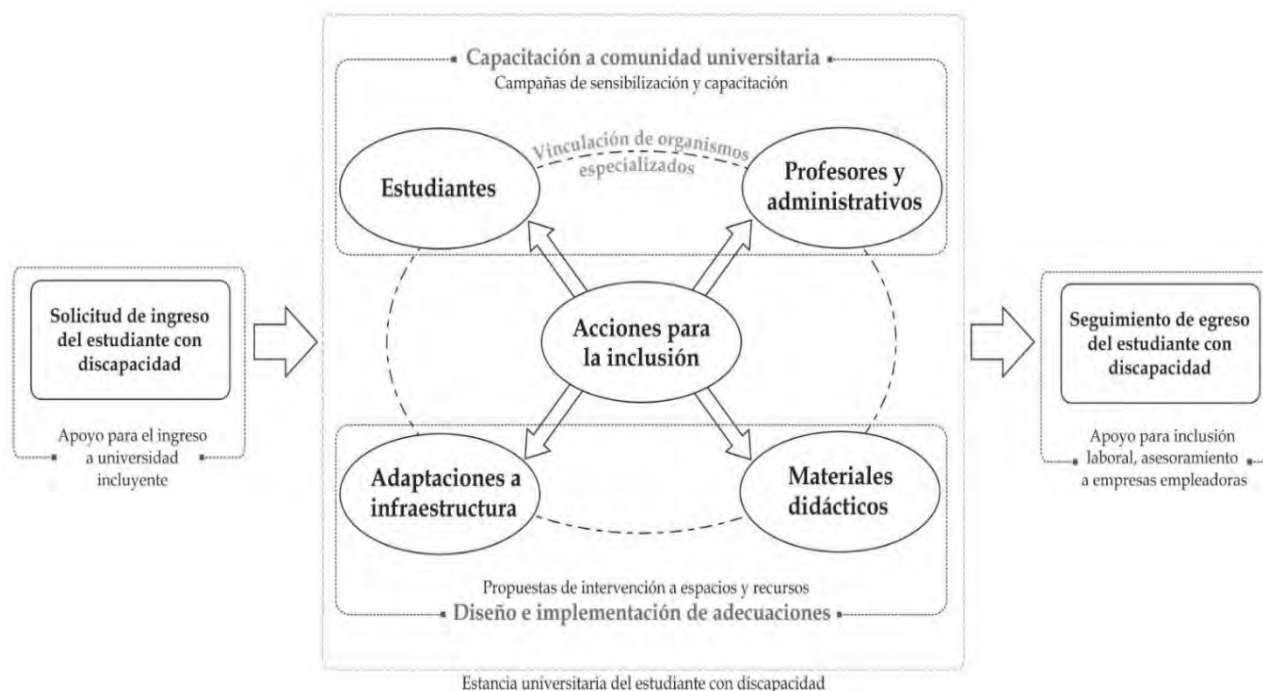 Capacitación a comunidad universitaria
Campañas de sensibilización y capacitación
Vinculación de organismos
especializados
Estudiantes
Profesores y
administrativos
Solicitud de ingreso
del estudiante con
discapacidad
Apoyo para el ingreso
a universidad
incluyente
Acciones para
la inclusión
Seguimiento de egreso
del estudiante con
discapacidad
Apoyo para inclusión
laboral, asesoramiento
a empresas empleadoras
Adaptaciones a
infraestructura
Materiales
didácticos
Propuestas de intervención a espacios y recursos
Diseño e implementación de adecuaciones
Estancia universitaria del estudiante con discapacidad